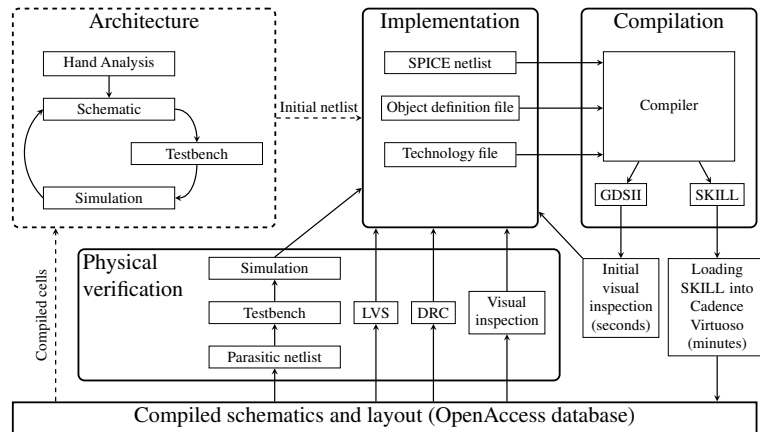 Architecture
Hand Analysis
Schematic
Testbench
Simulation
Initial netlist
Implementation
SPICE netlist
Object definition file
Technology file
Compilation
Compiler
GDSII
SKILL
Compiled cells
Physical
verification
Simulation
Testbench
Parasitic netlist
LVS
DRC
Visual
inspection
Initial
visual
inspection
(seconds)
Loading
SKILL into
Cadence
Virtuoso
(minutes)
Compiled schematics and layout (OpenAccess database)